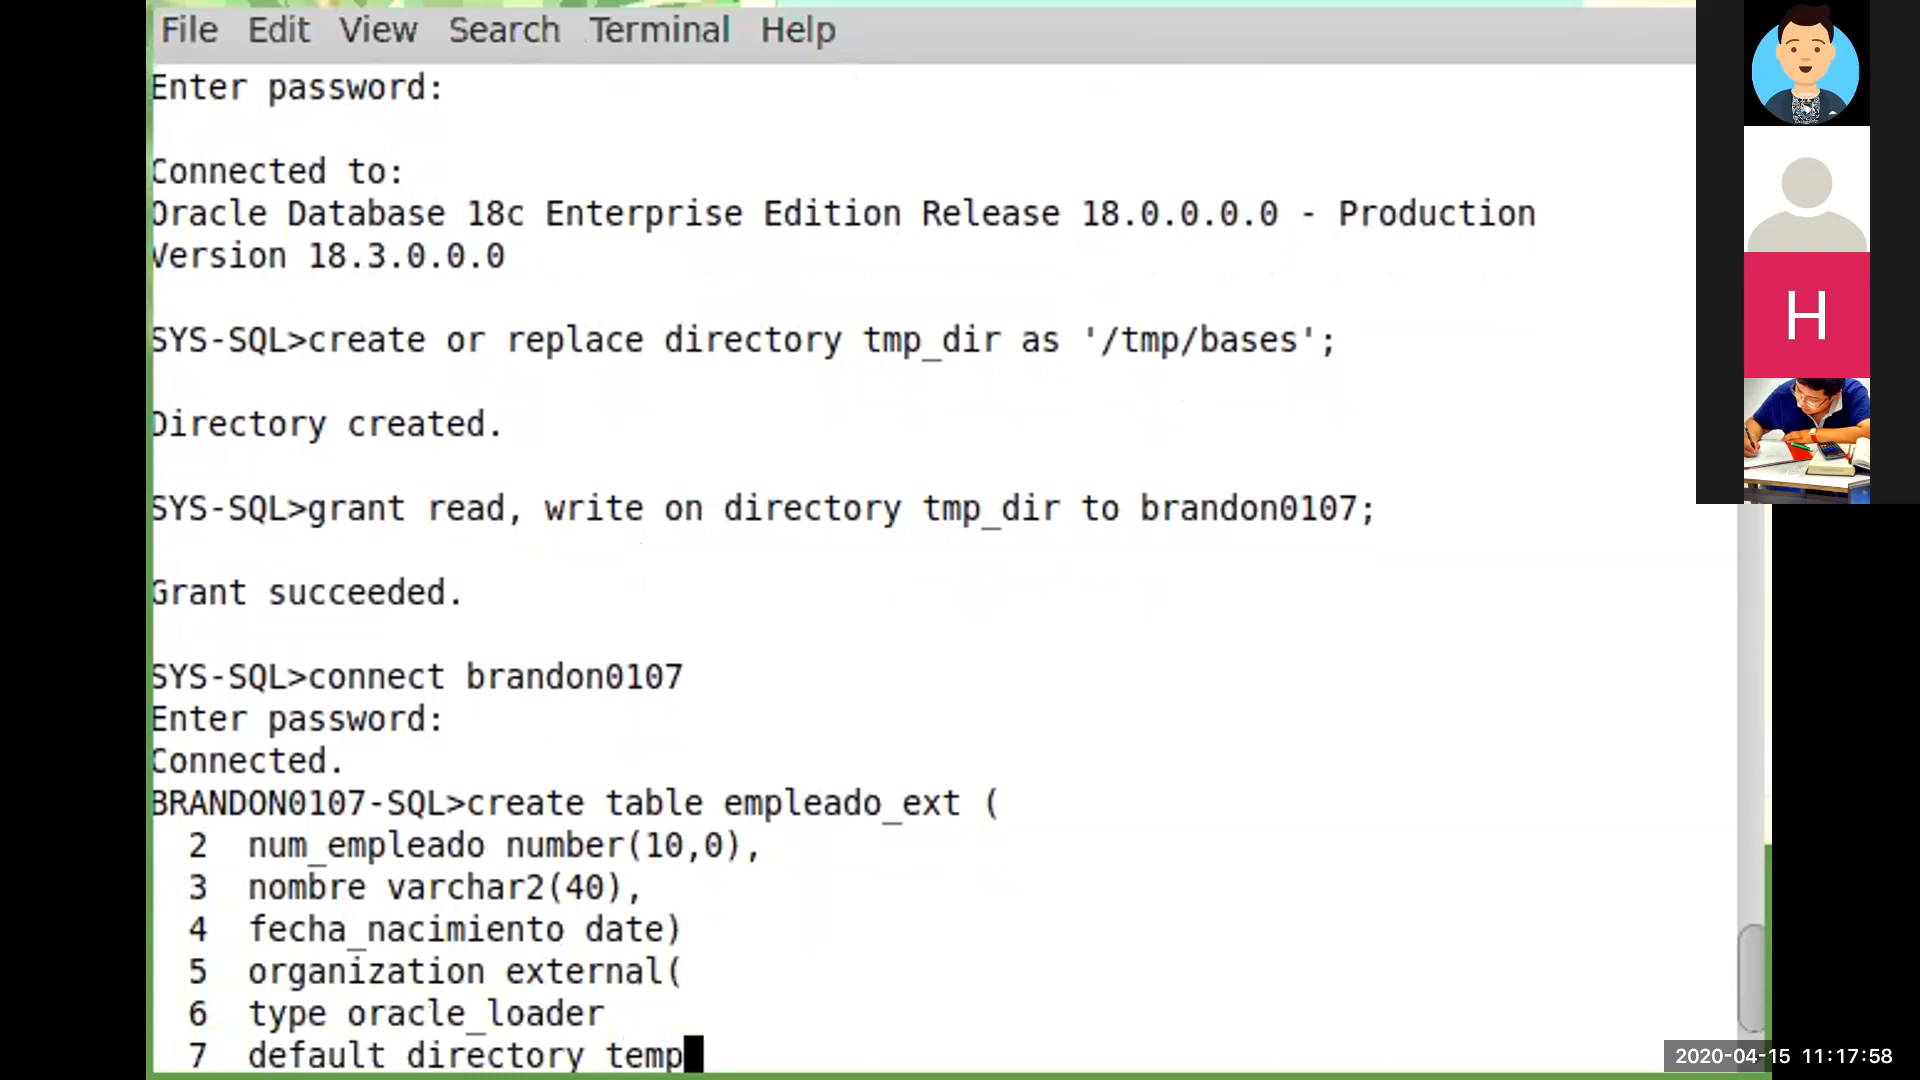 File Edit View Search Terminal Help
Enter password:
Connected to:
Oracle Database 18c Enterprise Edition Release 18.0.0.0.0 - Production
Version 18.3.0.0.0
SYS-SQL>create or replace directory tmp_dir as '/tmp/bases';
Directory created.
SYS-SQL>grant read, write on directory tmp_dir to brandon0107;
Grant succeeded.
SYS-SQL>connect brandon0107
Enter password:
Connected.
BRANDON0107-SQL>create table empleado_ext (
2 num_empleado number(10,0),
3 nombre varchar2(40),
4 fecha_nacimiento date)
5 organization external(
6 type oracle_loader
7 default directory temp
H
2020-04-15 11:17:58